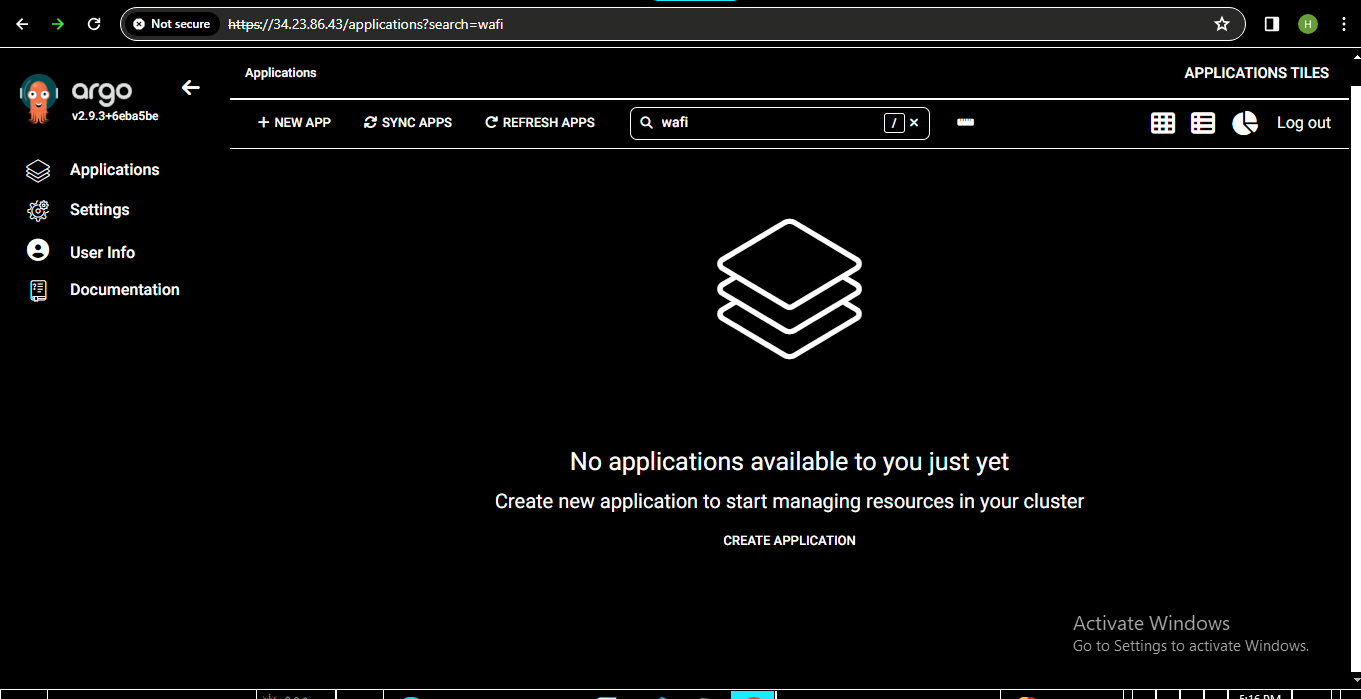 Not secure https://34.23.86.43/applications?search=wafi H
argo
v2.9.3+6eba5be
Applications APPLICATIONS TILES
NEW APP SYNC APPS REFRESH APPS wafi / Log out
Applications
Settings
User Info
Documentation
No applications available to you just yet
Create new application to start managing resources in your cluster
CREATE APPLICATION
Activate Windows
Go to Settings to activate Windows.
5:16 PM